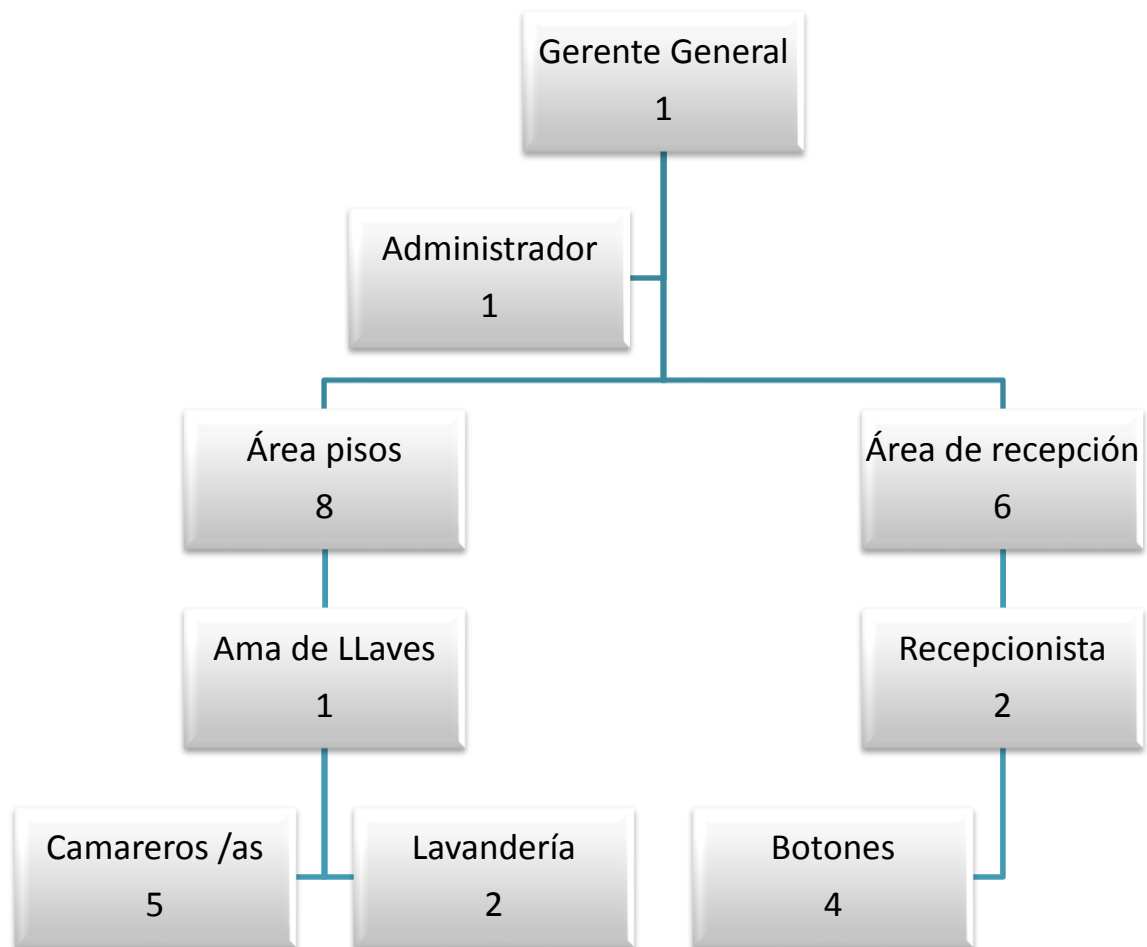 Gerente General
1
Administrador
1
Área pisos
8
Área de recepción
6
Ama de LLaves
1
Recepcionista
2
Camareros /as
5
Lavandería
2
Botones
4